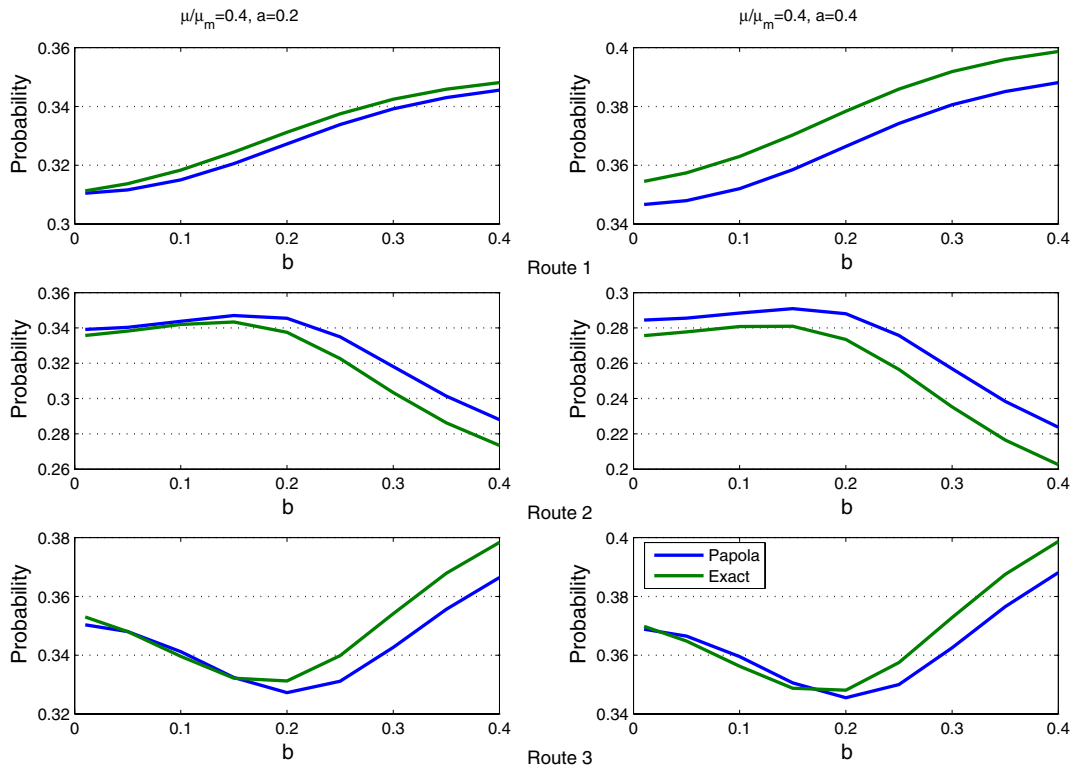 μ/μm=0.4, a=0.2
μ/μm=0.4, a=0.4
Probability
0.36
0.34
0.32
0.3
0 0.1 0.2 0.3 0.4
b
Probability
0.4
0.38
0.36
0.34
0 0.1 0.2 0.3 0.4
b
Route 1
Probability
0.36
0.34
0.32
0.3
0.28
0.26
0 0.1 0.2 0.3 0.4
b
Probability
0.3
0.28
0.26
0.24
0.22
0.2
0 0.1 0.2 0.3 0.4
b
Route 2
Probability
0.38
0.36
0.34
0.32
0 0.1 0.2 0.3 0.4
b
Probability
0.4
0.38
0.36
0.34
0 0.1 0.2 0.3 0.4
b
Papola
Exact
Route 3